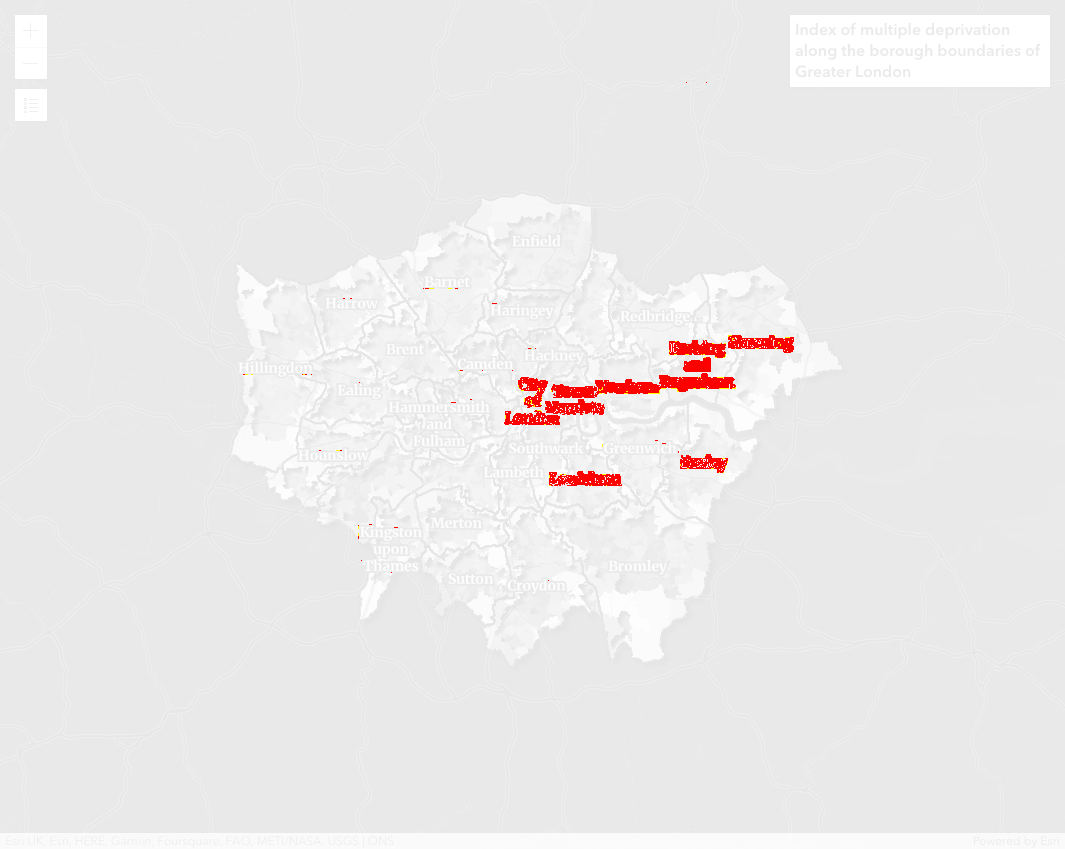 Index of multiple deprivation
along the borough boundaries of
Greater London
Enfield
Barnet
Harrow
Haringey
Redbridge
Havering
Barking
and
Dagenham
Brent
Hackney
Camden
Hillingdon
Ealing
City
of
London
Tower
Hamlets
Newham
Hammersmith
and
Fulham
Southwark
Greenwich
Hounslow
Bexley
Lambeth
Lewisham
Merton
Kingston
upon
Thames
Sutton
Croydon
Bromley
Esri UK, Esri, HERE, Garmin, Foursquare, FAO, METI/NASA, USGS | ONS
Powered by Esri